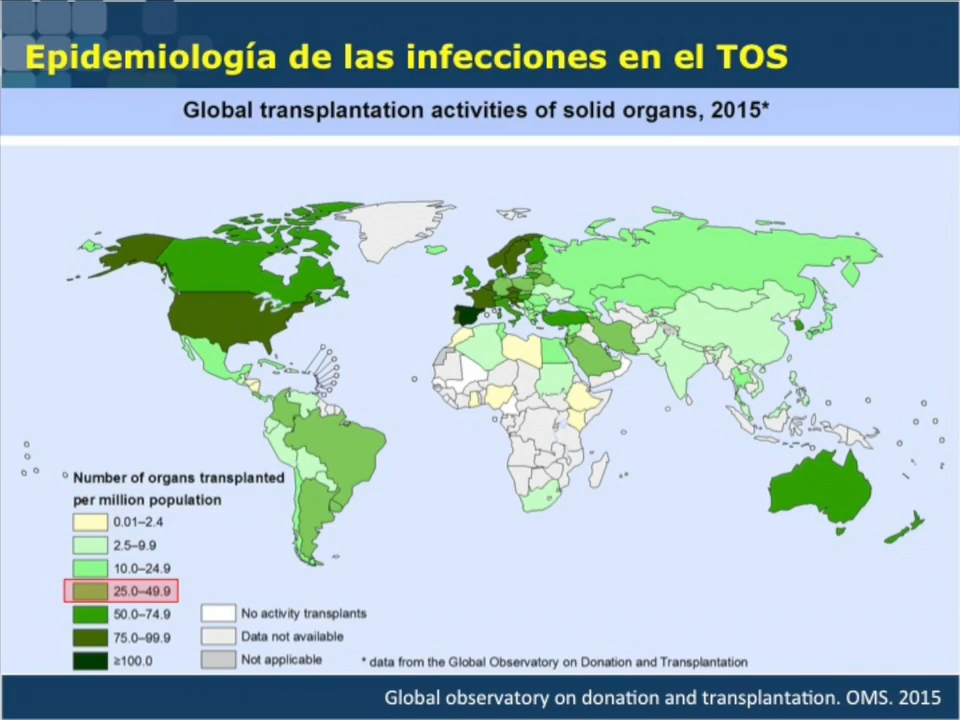 Epidemiología de las infecciones en el TOS
Global transplantation activities of solid organs, 2015*
Number of organs transplanted
per million population
0.01–2.4
2.5–9.9
10.0–24.9
25.0–49.9
50.0–74.9
75.0–99.9
≥100.0
No activity transplants
Data not available
Not applicable
* data from the Global Observatory on Donation and Transplantation
Global observatory on donation and transplantation. OMS. 2015